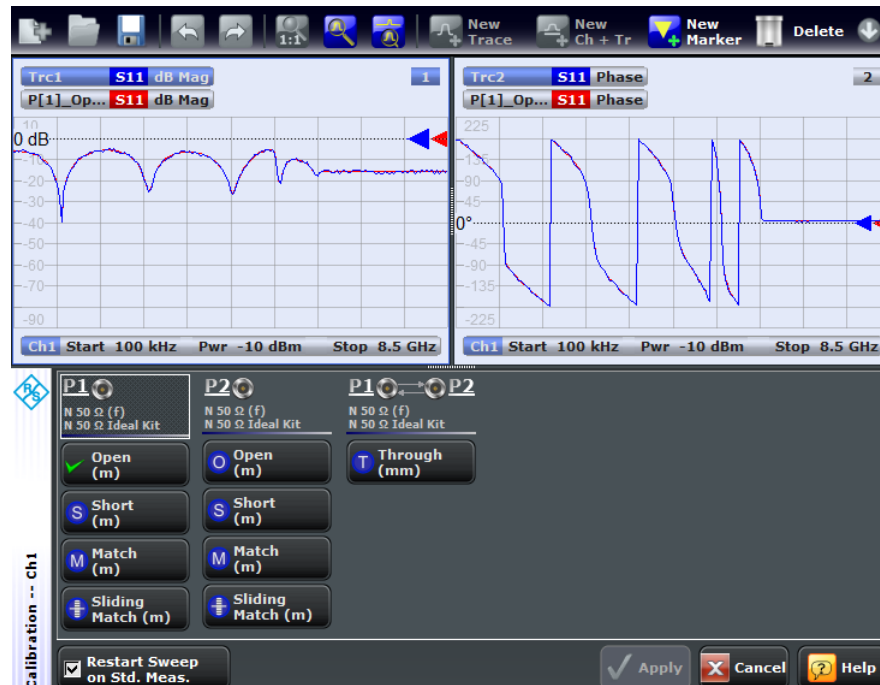 1:1
New Trace
New Ch + Tr
New Marker
Delete
Trc1 S11 dB Mag 1
P[1]_Op... S11 dB Mag
10
0 dB
-10
-20
-30
-40
-50
-60
-70
-90
Ch1 Start 100 kHz Pwr -10 dBm Stop 8.5 GHz
Trc2 S11 Phase 2
P[1]_Op... S11 Phase
225
135
90
45
0°
-45
-90
-135
-225
Ch1 Start 100 kHz Pwr -10 dBm Stop 8.5 GHz
R&S
Calibration -- Ch1
P1
N 50 Ω (f)
N 50 Ω Ideal Kit
Open
(m)
S Short
(m)
M Match
(m)
Sliding
Match (m)
P2
N 50 Ω (f)
N 50 Ω Ideal Kit
O Open
(m)
S Short
(m)
M Match
(m)
Sliding
Match (m)
P1 P2
N 50 Ω (f)
N 50 Ω Ideal Kit
T Through
(mm)
Restart Sweep
on Std. Meas.
Apply
Cancel
? Help